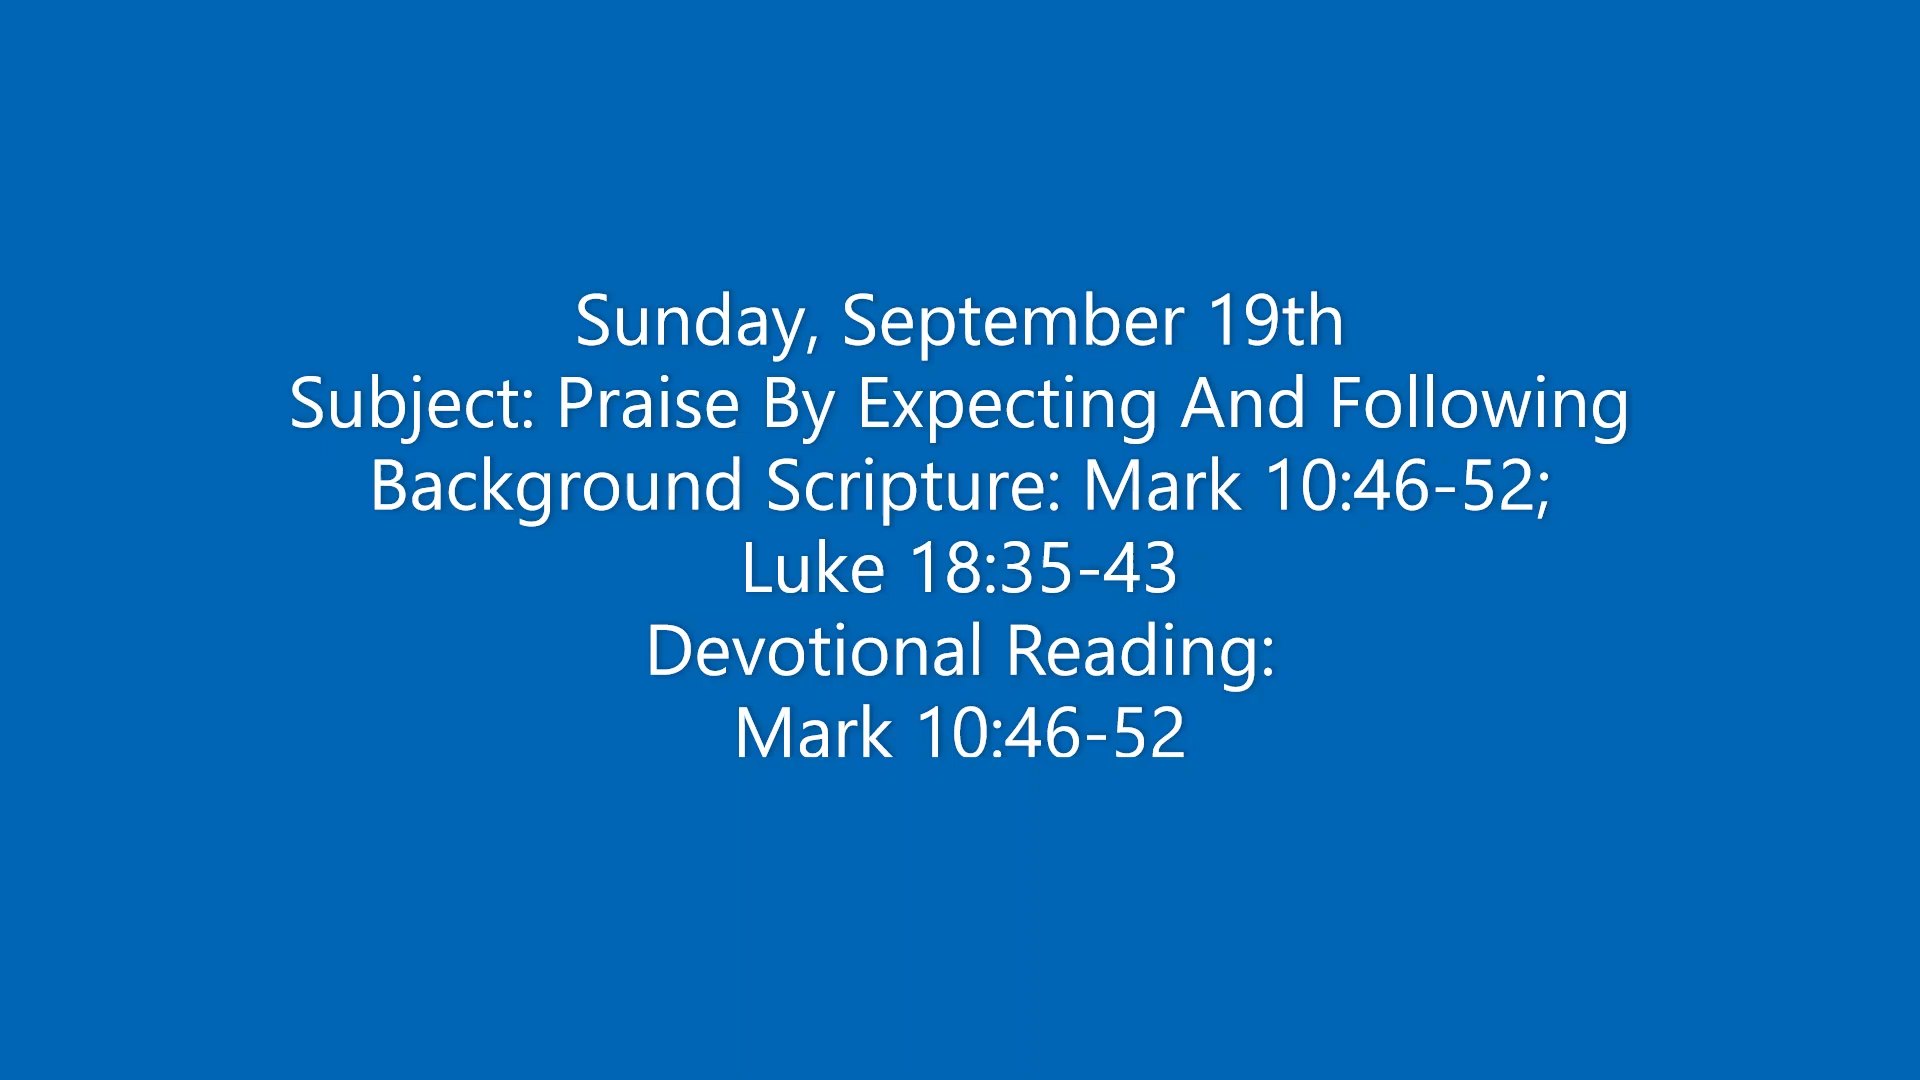 Sunday, September 19th
Subject: Praise By Expecting And Following
Background Scripture: Mark 10:46-52;
Luke 18:35-43
Devotional Reading:
Mark 10:46-52